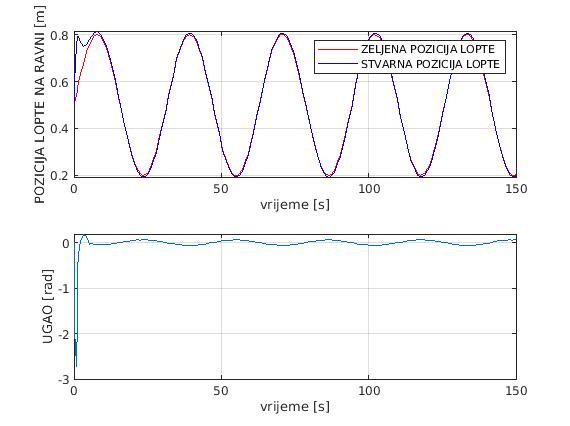 POZICIJA LOPTE NA RAVNI [m]
0.8
0.6
0.4
0.2
ZELJENA POZICIJA LOPTE
STVARNA POZICIJA LOPTE
0
50
100
150
vrijeme [s]
UGAO [rad]
0
-1
-2
-3
0
50
100
150
vrijeme [s]